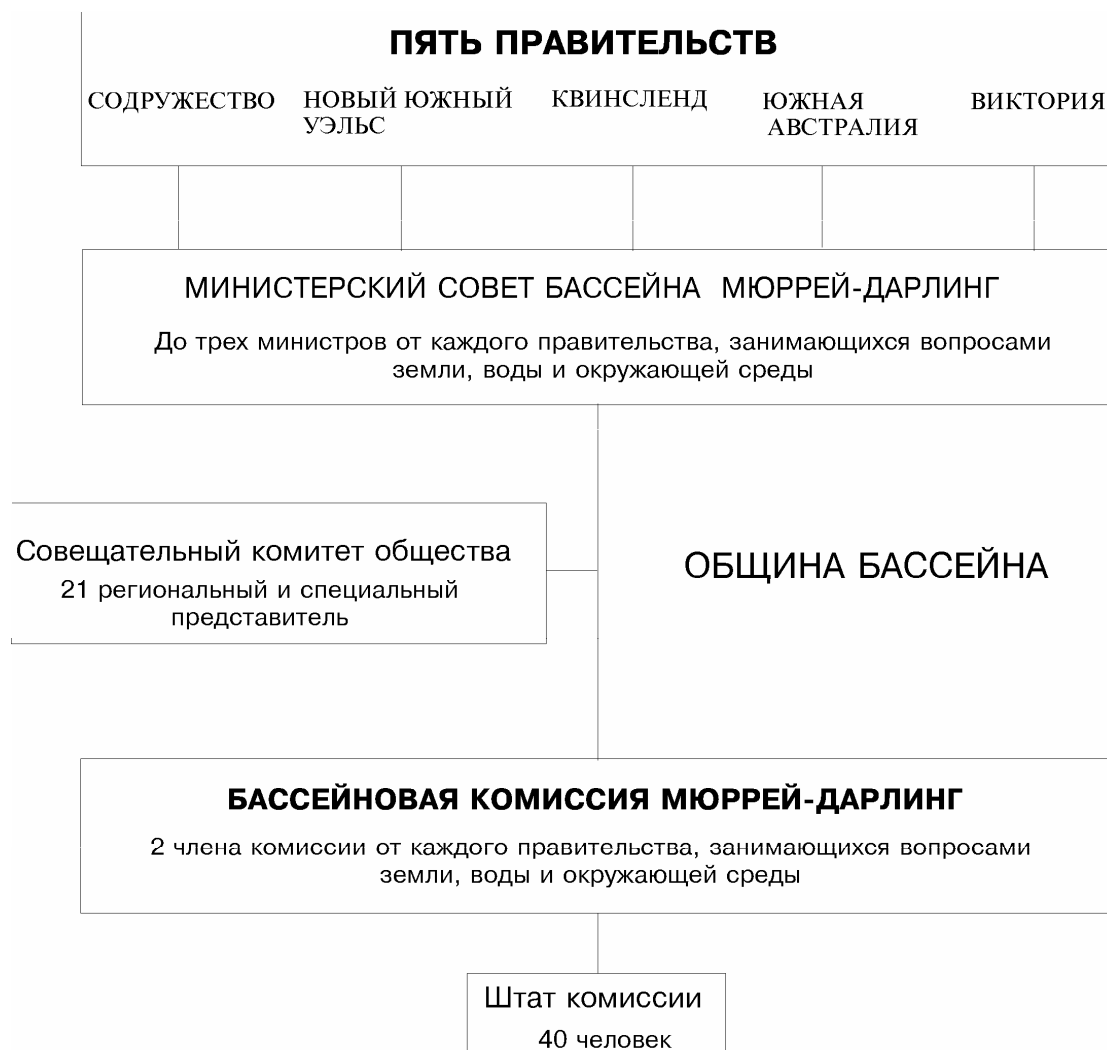 ПЯТЬ ПРАВИТЕЛЬСТВ
СОДРУЖЕСТВО
НОВЫЙ ЮЖНЫЙ
УЭЛЬС
КВИНСЛЕНД
ЮЖНАЯ
АВСТРАЛИЯ
ВИКТОРИЯ
МИНИСТЕРСКИЙ СОВЕТ БАССЕЙНА МЮРРЕЙ-ДАРЛИНГ
До трех министров от каждого правительства, занимающихся вопросами
земли, воды и окружающей среды
Совещательный комитет общества
21 региональный и специальный
представитель
ОБЩИНА БАССЕЙНА
БАССЕЙНОВАЯ КОМИССИЯ МЮРРЕЙ-ДАРЛИНГ
2 члена комиссии от каждого правительства, занимающихся вопросами
земли, воды и окружающей среды
Штат комиссии
40 человек